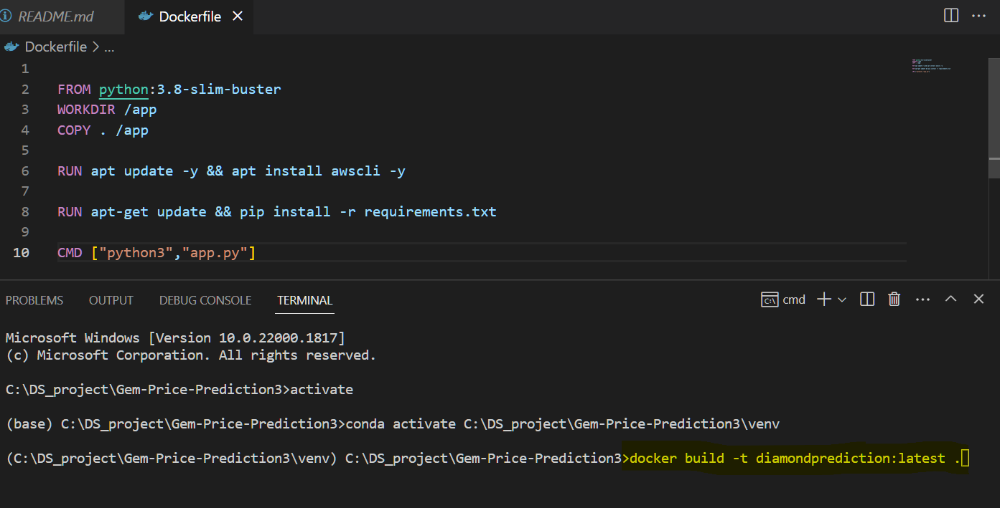 README.md Dockerfile
Dockerfile > ...
1
2 FROM python:3.8-slim-buster
3 WORKDIR /app
4 COPY . /app
5
6 RUN apt update -y && apt install awscli -y
7
8 RUN apt-get update && pip install -r requirements.txt
9
10 CMD ["python3","app.py"]
PROBLEMS OUTPUT DEBUG CONSOLE TERMINAL cmd
Microsoft Windows [Version 10.0.22000.1817]
(c) Microsoft Corporation. All rights reserved.
C:\DS_project\Gem-Price-Prediction3>activate
(base) C:\DS_project\Gem-Price-Prediction3>conda activate C:\DS_project\Gem-Price-Prediction3\venv
(C:\DS_project\Gem-Price-Prediction3\venv) C:\DS_project\Gem-Price-Prediction3>docker build -t diamondprediction:latest .